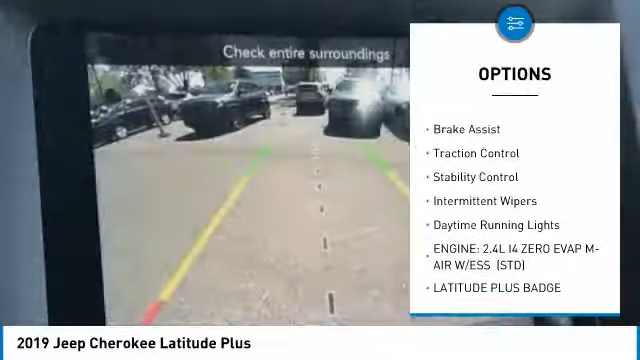 Check entire surroundings
OPTIONS
Brake Assist
Traction Control
Stability Control
Intermittent Wipers
Daytime Running Lights
ENGINE: 2.4L I4 ZERO EVAP M-
AIR W/ESS (STD)
LATITUDE PLUS BADGE
2019 Jeep Cherokee Latitude Plus